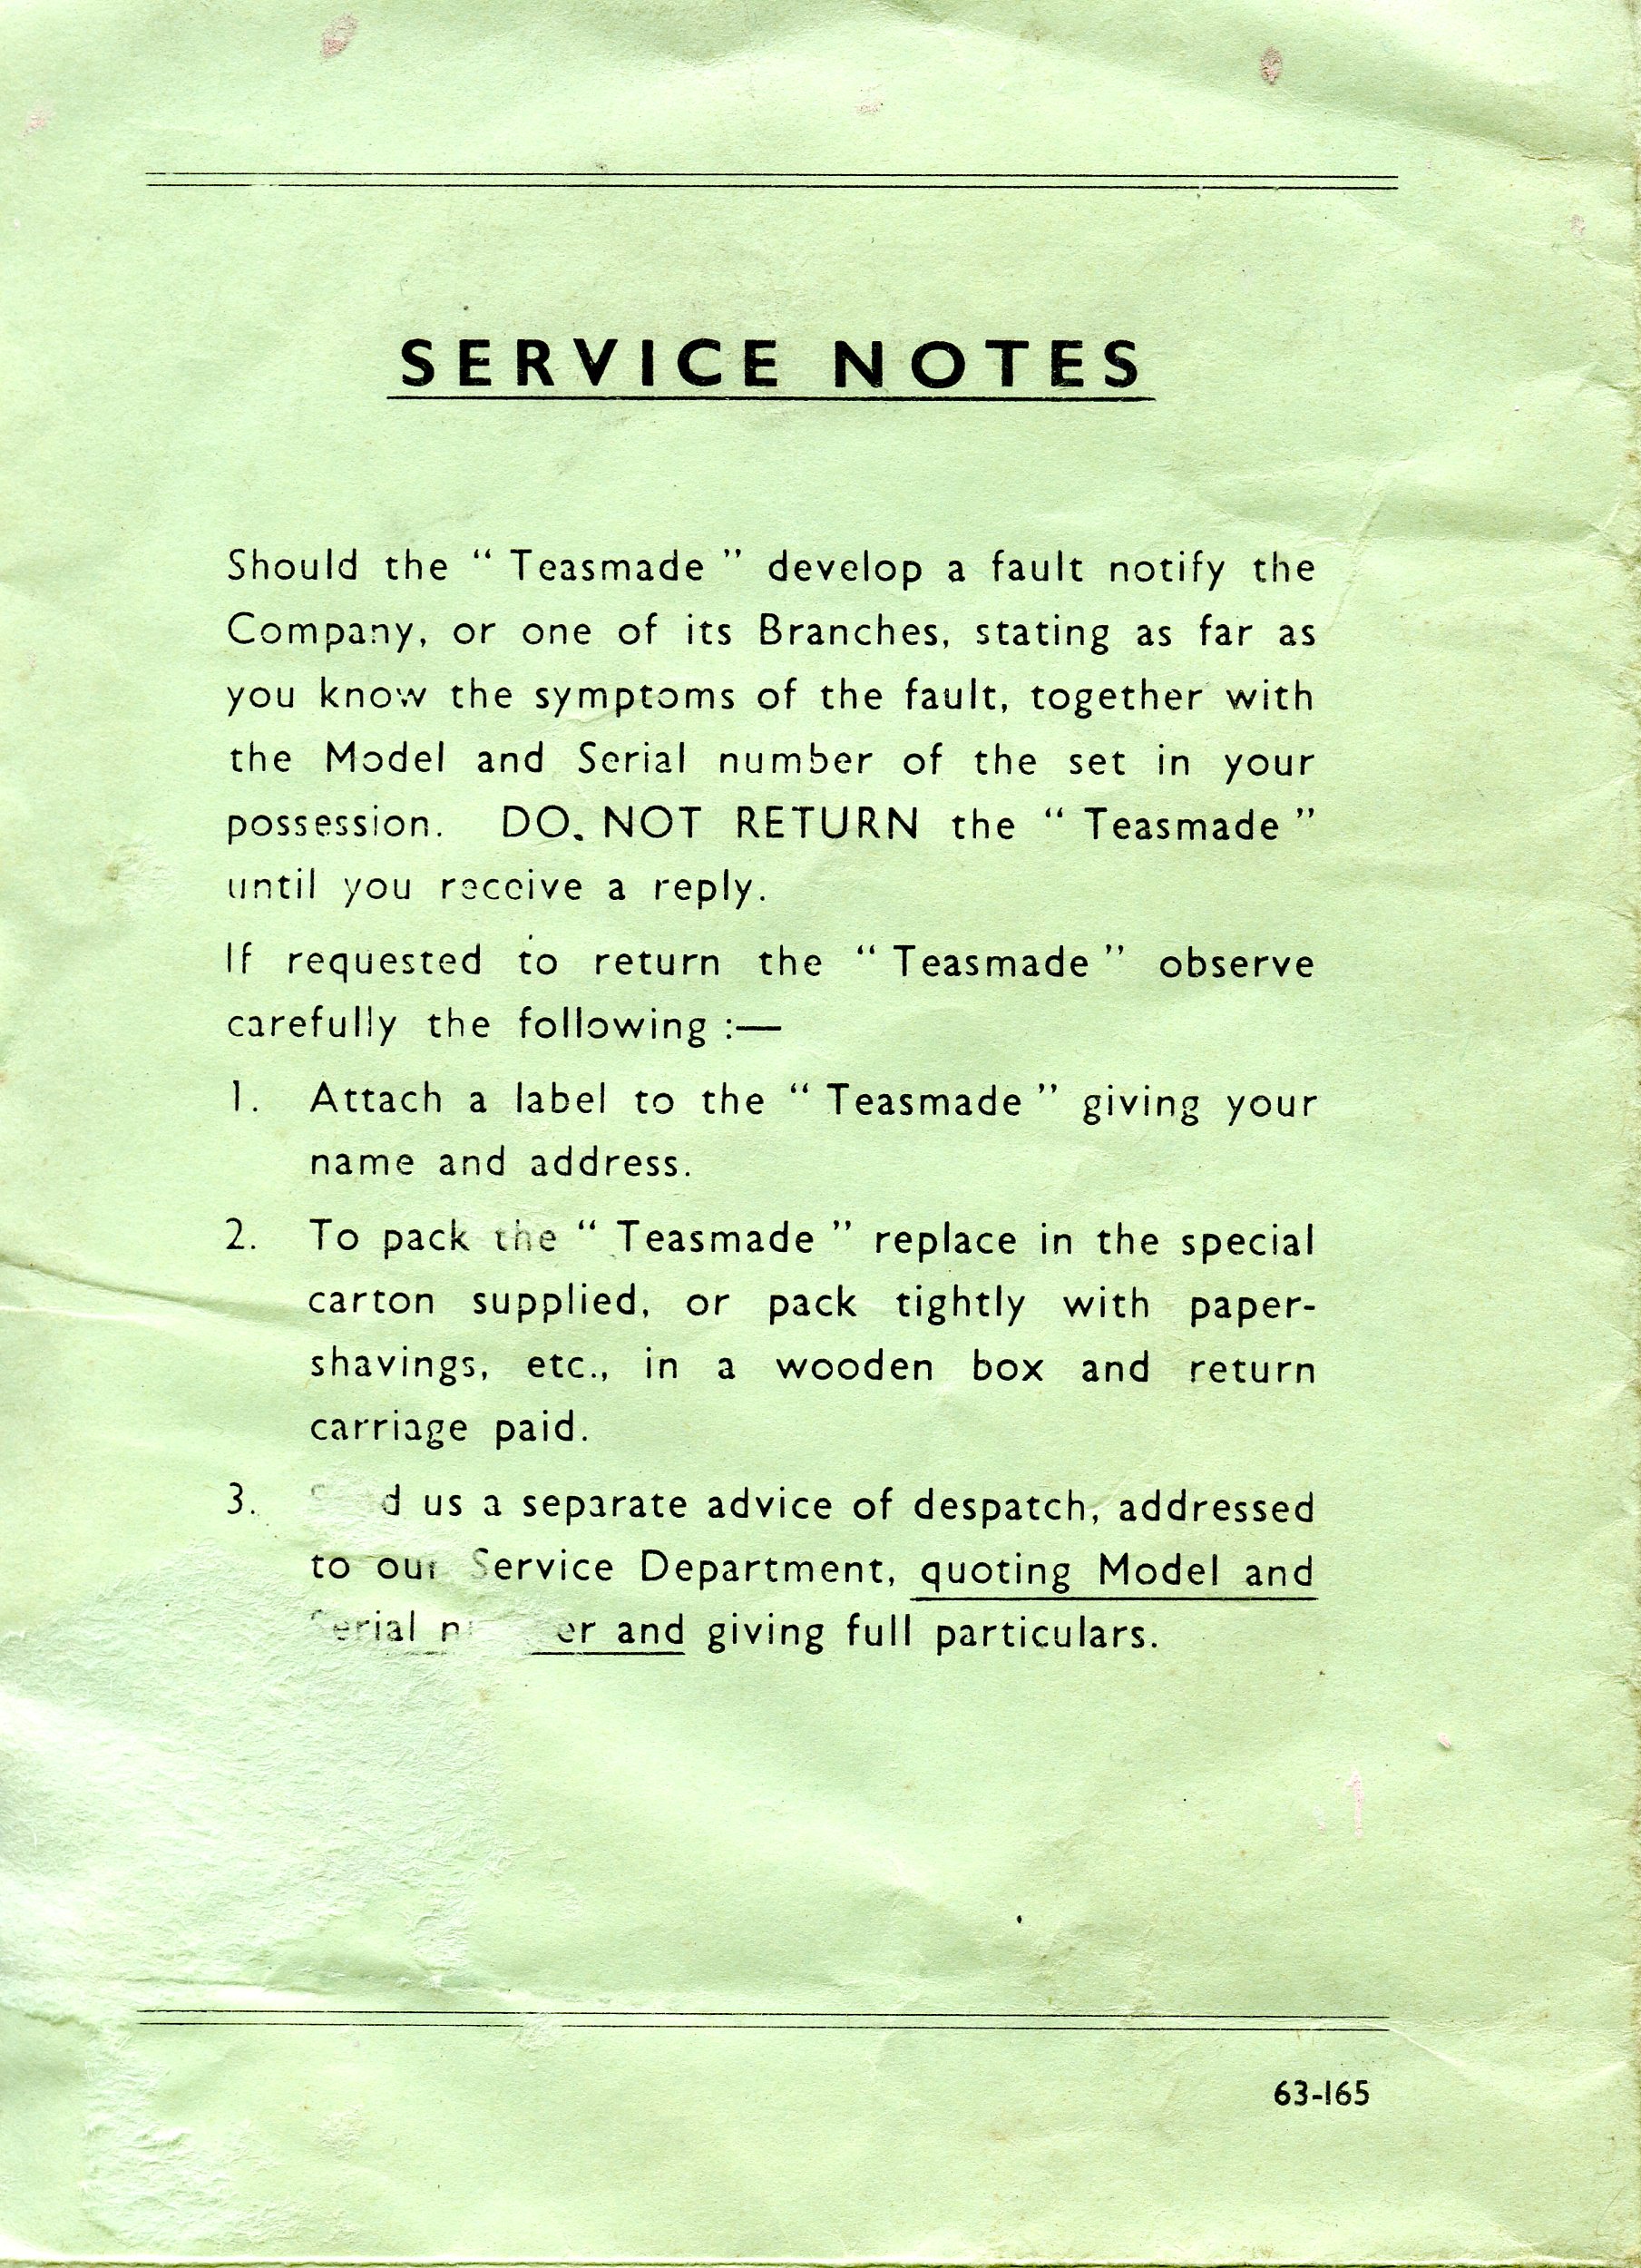 SERVICE NOTES
Should the “ Teasmade ” develop a fault notify the
Company, or one of its Branches, stating as far as
you know the symptoms of the fault, together with
the Model and Serial number of the set in your
possession. DO. NOT RETURN the “ Teasmade ”
until you receive a reply.
If requested to return the “ Teasmade ” observe
carefully the following :—
1. Attach a label to the “ Teasmade ” giving your
name and address.
2. To pack the “ Teasmade ” replace in the special
carton supplied, or pack tightly with paper-
shavings, etc., in a wooden box and return
carriage paid.
3. us a separate advice of despatch, addressed
to our Service Department, quoting Model and
Serial and giving full particulars.
63-165